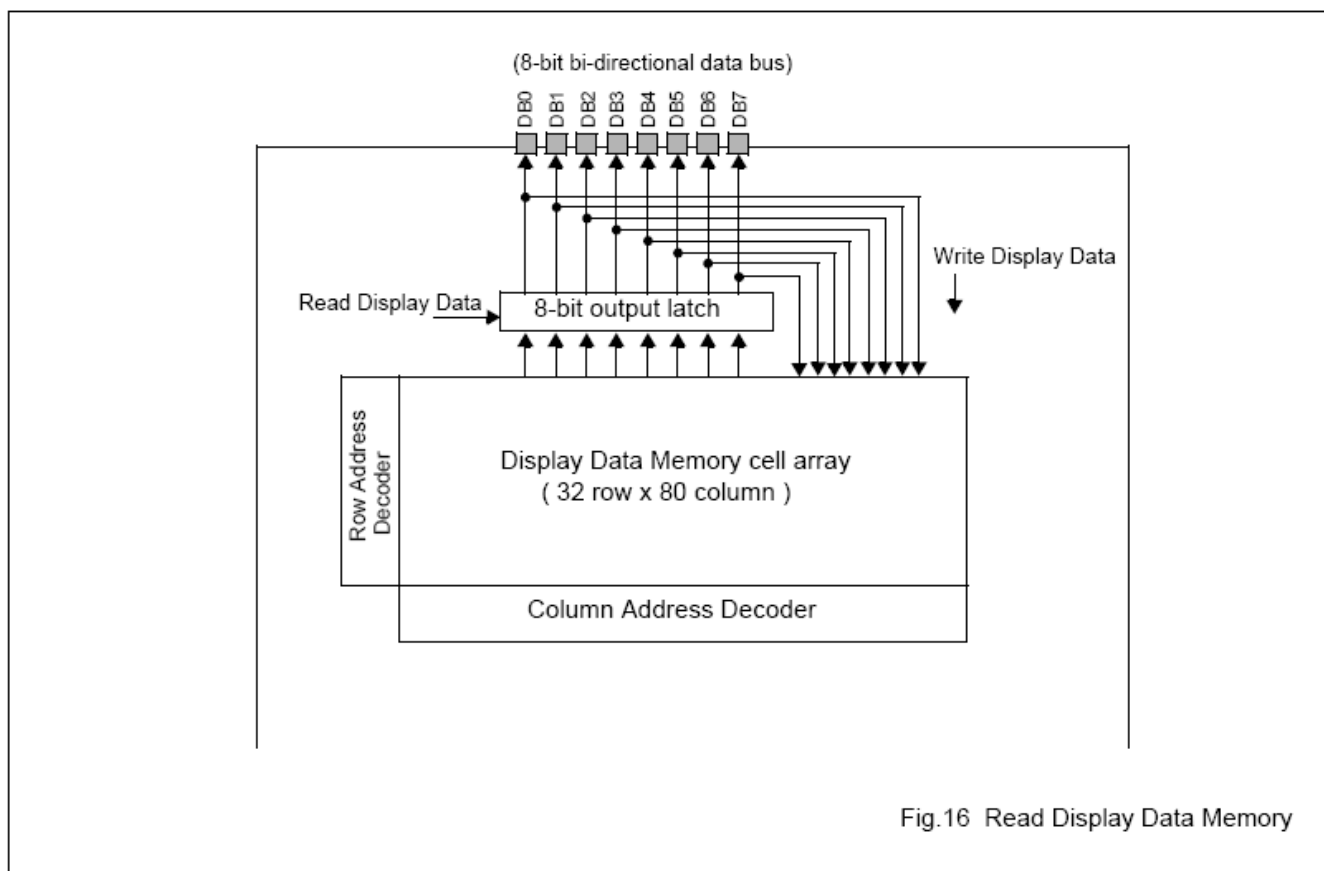 (8-bit bi-directional data bus)
DB0
DB1
DB2
DB3
DB4
DB5
DB6
DB7
Write Display Data
Read Display Data
8-bit output latch
Row Address
Decoder
Display Data Memory cell array
( 32 row x 80 column )
Column Address Decoder
Fig.16 Read Display Data Memory